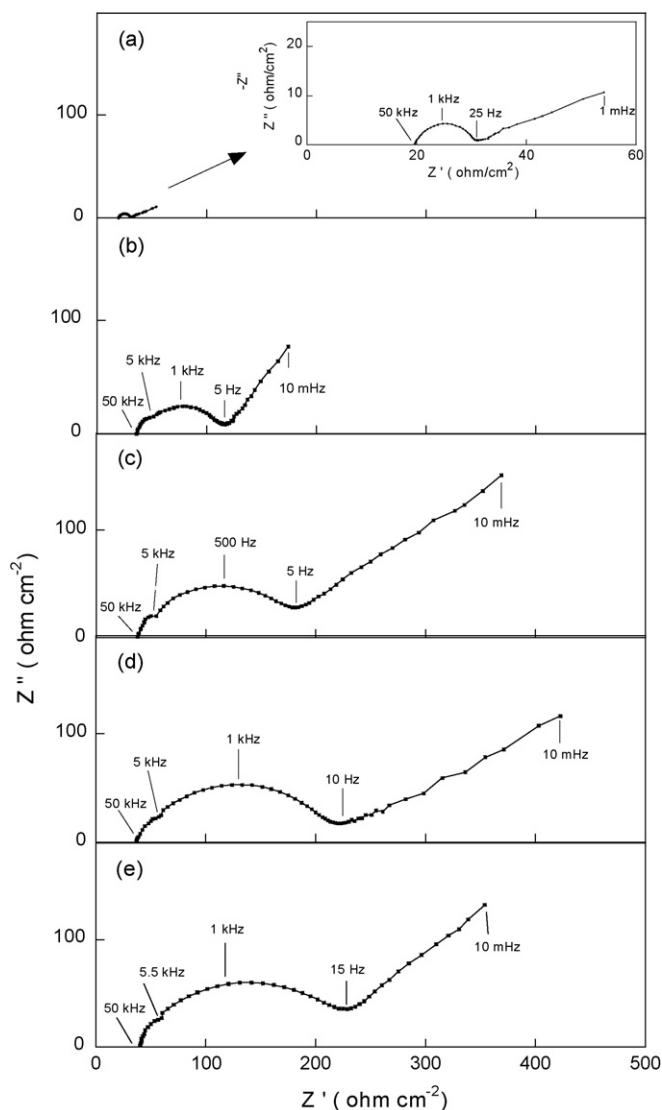 (a)
100
0
-Z"
Z" ( ohm/cm²)
20
10
0
50 kHz
1 kHz
25 Hz
1 mHz
0 20 40 60
Z ' ( ohm/cm²)
(b)
100
0
50 kHz
5 kHz
1 kHz
5 Hz
10 mHz
(c)
100
0
50 kHz
5 kHz
500 Hz
5 Hz
10 mHz
(d)
100
0
50 kHz
5 kHz
1 kHz
10 Hz
10 mHz
(e)
100
0
50 kHz
5.5 kHz
1 kHz
15 Hz
10 mHz
0 100 200 300 400 500
Z " ( ohm cm⁻²)
Z ' ( ohm cm⁻²)